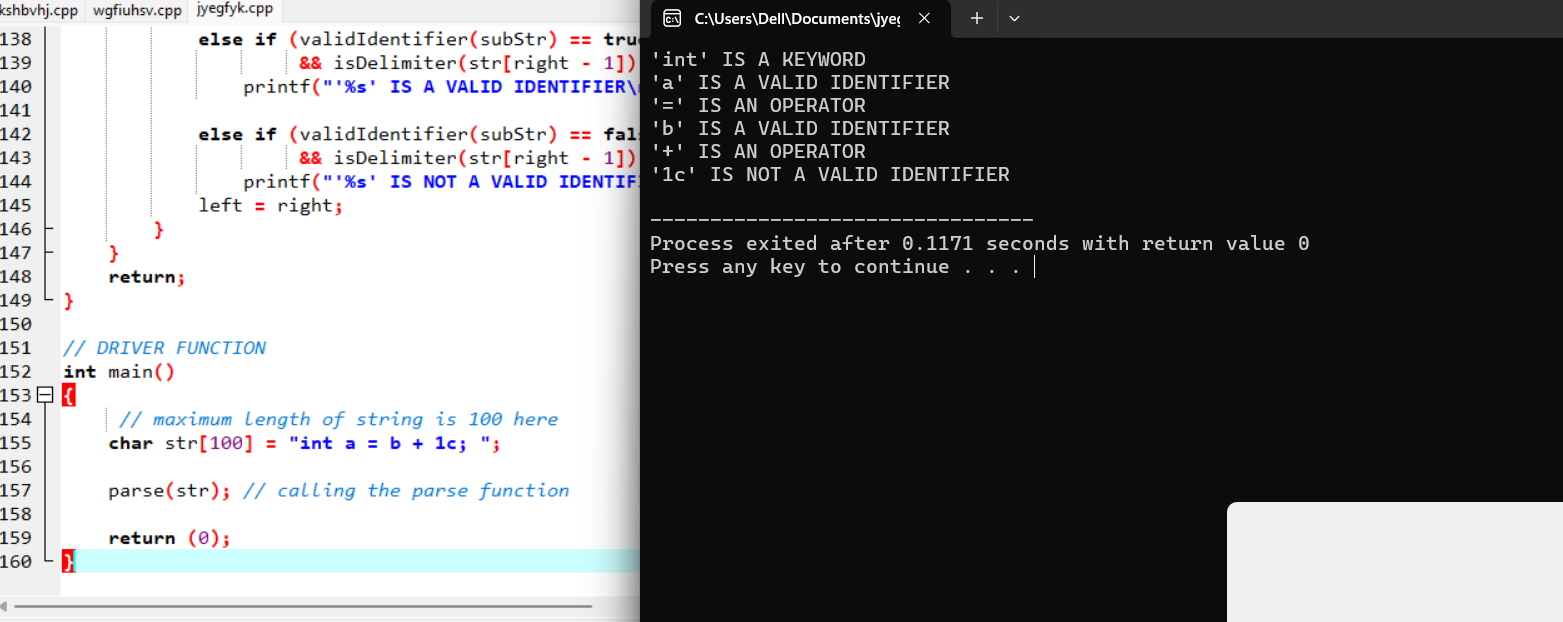 kshbvhj.cpp wgfiuhsv.cpp jyegfyk.cpp
138 else if (validIdentifier(subStr) == tru
139 && isDelimiter(str[right - 1])
140 printf("'%s' IS A VALID IDENTIFIER\
141
142 else if (validIdentifier(subStr) == fal
143 && isDelimiter(str[right - 1])
144 printf("'%s' IS NOT A VALID IDENTIF
145 left = right;
146 }
147 }
148 return;
149 }
150
151 // DRIVER FUNCTION
152 int main()
153 {
154 // maximum length of string is 100 here
155 char str[100] = "int a = b + 1c; ";
156
157 parse(str); // calling the parse function
158
159 return (0);
160 }
C:\Users\Dell\Documents\jyeg
'int' IS A KEYWORD
'a' IS A VALID IDENTIFIER
'=' IS AN OPERATOR
'b' IS A VALID IDENTIFIER
'+' IS AN OPERATOR
'1c' IS NOT A VALID IDENTIFIER
--------------------------------
Process exited after 0.1171 seconds with return value 0
Press any key to continue . . .